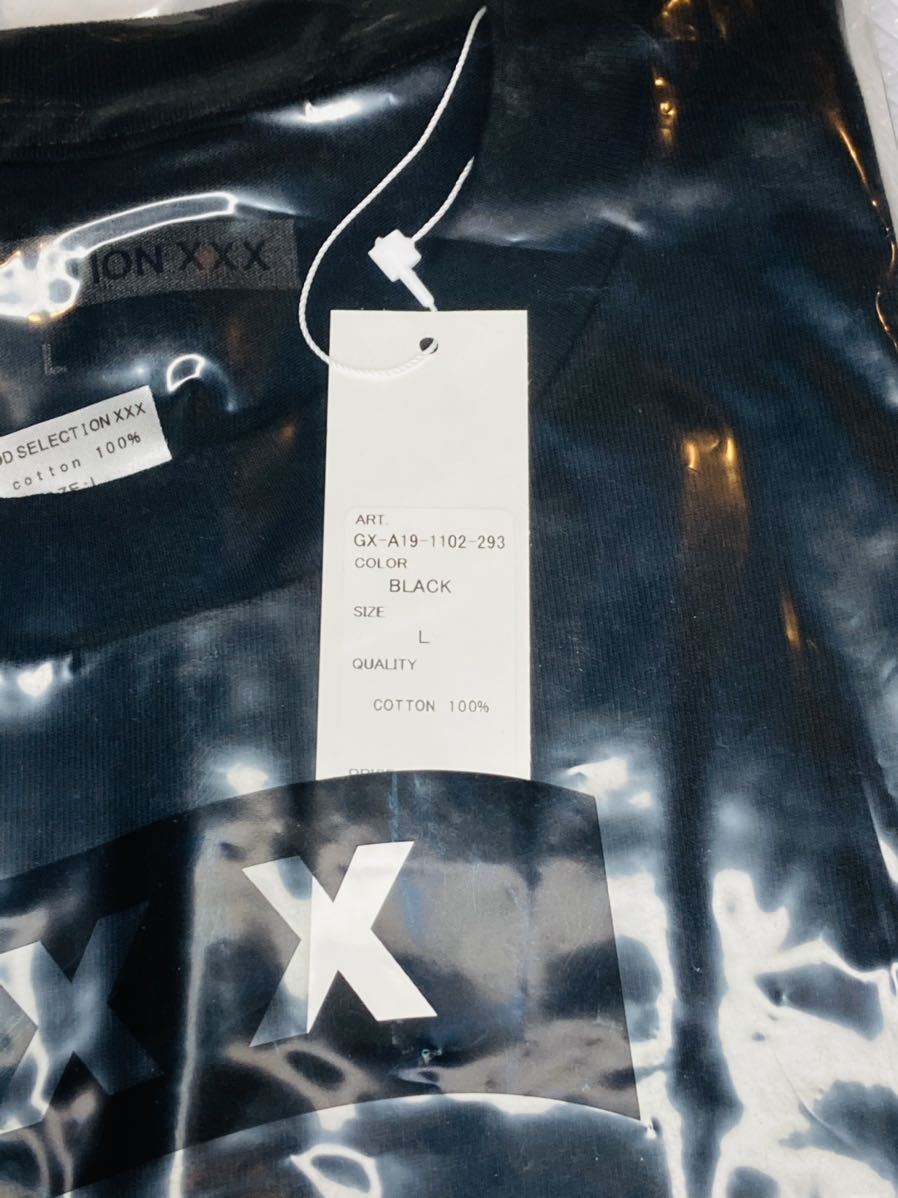 ION XXX
L
OD SELECTION XXX
cotton 100%
ART.
GX-A19-1102-293
COLOR
BLACK
SIZE
L
QUALITY
COTTON 100%
X X